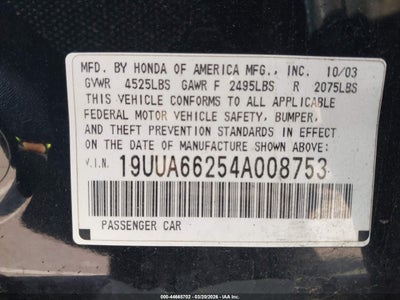 MFD. BY HONDA OF AMERICA MFG., INC. 10/03
GVWR 4525LBS GAWR F 2495LBS R 2075LBS
THIS VEHICLE CONFORMS TO ALL APPLICABLE
FEDERAL MOTOR VEHICLE SAFETY, BUMPER,
AND THEFT PREVENTION STANDARDS IN EFFECT
ON THE DATE OF MANUFACTURE SHOWN ABOVE.
V.I.N. 19UUA66254A008753
PASSENGER CAR
000-44665702 - 03/20/2026 - IAA Inc.